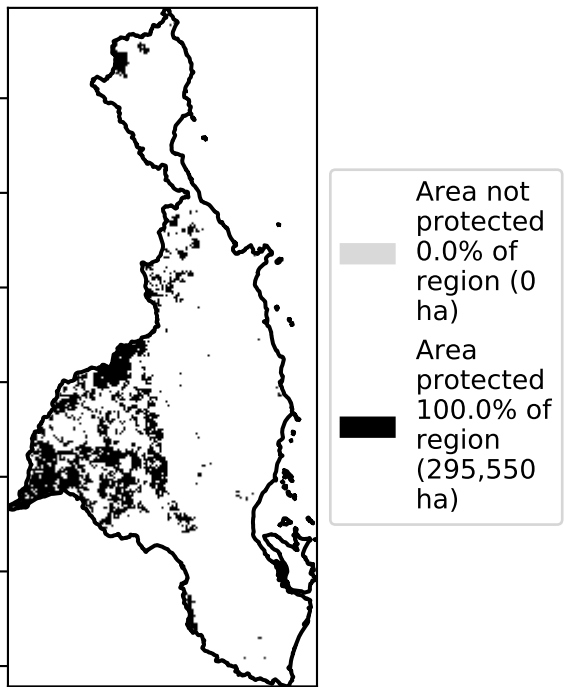 Area not
protected
0.0% of
region (0
ha)
Area
protected
100.0% of
region
(295,550
ha)